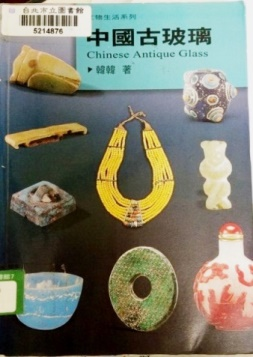 台北市立圖書館
5214876
物生活系列
中國古玻璃
Chinese Antique Glass
▶韓韓 著